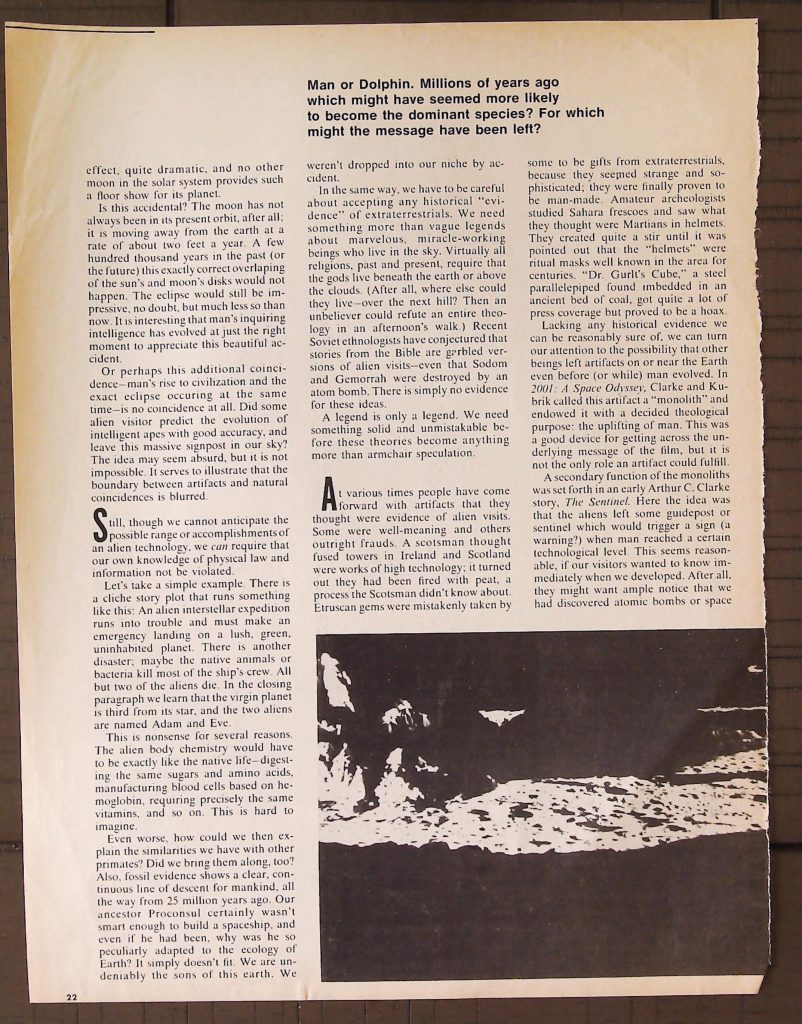 Man or Dolphin. Millions of years ago
which might have seemed more likely
to become the dominant species? For which
might the message have been left?
effect, quite dramatic, and no other
moon in the solar system provides such
a floor show for its planet.
Is this accidental? The moon has not
always been in its present orbit, after all;
it is moving away from the earth at a
rate of about two feet a year. A few
hundred thousand years in the past (or
the future) this exactly correct overlaping
of the sun's and moon's disks would not
happen. The eclipse would still be im-
pressive, no doubt, but much less so than
now. It is interesting that man's inquiring
intelligence has evolved at just the right
moment to appreciate this beautiful ac-
cident.
Or perhaps this additional coinci-
dence—man's rise to civilization and the
exact eclipse occuring at the same
time—is no coincidence at all. Did some
alien visitor predict the evolution of
intelligent apes with good accuracy, and
leave this massive signpost in our sky?
The idea may seem absurd, but it is not
impossible. It serves to illustrate that the
boundary between artifacts and natural
coincidences is blurred.
Still, though we cannot anticipate the
possible range or accomplishments of
an alien technology, we can require that
our own knowledge of physical law and
information not be violated.
Let's take a simple example. There is
a cliche story plot that runs something
like this: An alien interstellar expedition
runs into trouble and must make an
emergency landing on a lush, green,
uninhabited planet. There is another
disaster; maybe the native animals or
bacteria kill most of the ship's crew. All
but two of the aliens die. In the closing
paragraph we learn that the virgin planet
is third from its star, and the two aliens
are named Adam and Eve.
This is nonsense for several reasons.
The alien body chemistry would have
to be exactly like the native life—digest-
ing the same sugars and amino acids,
manufacturing blood cells based on he-
moglobin, requiring precisely the same
vitamins, and so on. This is hard to
imagine.
Even worse, how could we then ex-
plain the similarities we have with other
primates? Did we bring them along, too?
Also, fossil evidence shows a clear, con-
tinuous line of descent for mankind, all
the way from 25 million years ago. Our
ancestor Proconsul certainly wasn't
smart enough to build a spaceship, and
even if he had been, why was he so
peculiarly adapted to the ecology of
Earth? It simply doesn't fit. We are un-
deniably the sons of this earth. We
weren't dropped into our niche by ac-
cident.
In the same way, we have to be careful
about accepting any historical "evi-
dence" of extraterrestrials. We need
something more than vague legends
about marvelous, miracle-working
beings who live in the sky. Virtually all
religions, past and present, require that
the gods live beneath the earth or above
the clouds. (After all, where else could
they live—over the next hill? Then an
unbeliever could refute an entire theo-
logy in an afternoon's walk.) Recent
Soviet ethnologists have conjectured that
stories from the Bible are garbled ver-
sions of alien visits—even that Sodom
and Gemorrah were destroyed by an
atom bomb. There is simply no evidence
for these ideas.
A legend is only a legend. We need
something solid and unmistakable be-
fore these theories become anything
more than armchair speculation.
At various times people have come
forward with artifacts that they
thought were evidence of alien visits.
Some were well-meaning and others
outright frauds. A scotsman thought
fused towers in Ireland and Scotland
were works of high technology; it turned
out they had been fired with peat, a
process the Scotsman didn't know about.
Etruscan gems were mistakenly taken by
some to be gifts from extraterrestrials,
because they seemed strange and so-
phisticated; they were finally proven to
be man-made. Amateur archeologists
studied Sahara frescoes and saw what
they thought were Martians in helmets.
They created quite a stir until it was
pointed out that the "helmets" were
ritual masks well known in the area for
centuries. "Dr. Gurlt's Cube," a steel
parallelepiped found imbedded in an
ancient bed of coal, got quite a lot of
press coverage but proved to be a hoax.
Lacking any historical evidence we
can be reasonably sure of, we can turn
our attention to the possibility that other
beings left artifacts on or near the Earth
even before (or while) man evolved. In
2001: A Space Odyssey, Clarke and Ku-
brik called this artifact a "monolith" and
endowed it with a decided theological
purpose: the uplifting of man. This was
a good device for getting across the un-
derlying message of the film, but it is
not the only role an artifact could fulfill.
A secondary function of the monoliths
was set forth in an early Arthur C. Clarke
story, The Sentinel. Here the idea was
that the aliens left some guidepost or
sentinel which would trigger a sign (a
warning?) when man reached a certain
technological level. This seems reason-
able, if our visitors wanted to know im-
mediately when we developed. After all,
they might want ample notice that we
had discovered atomic bombs or space
22